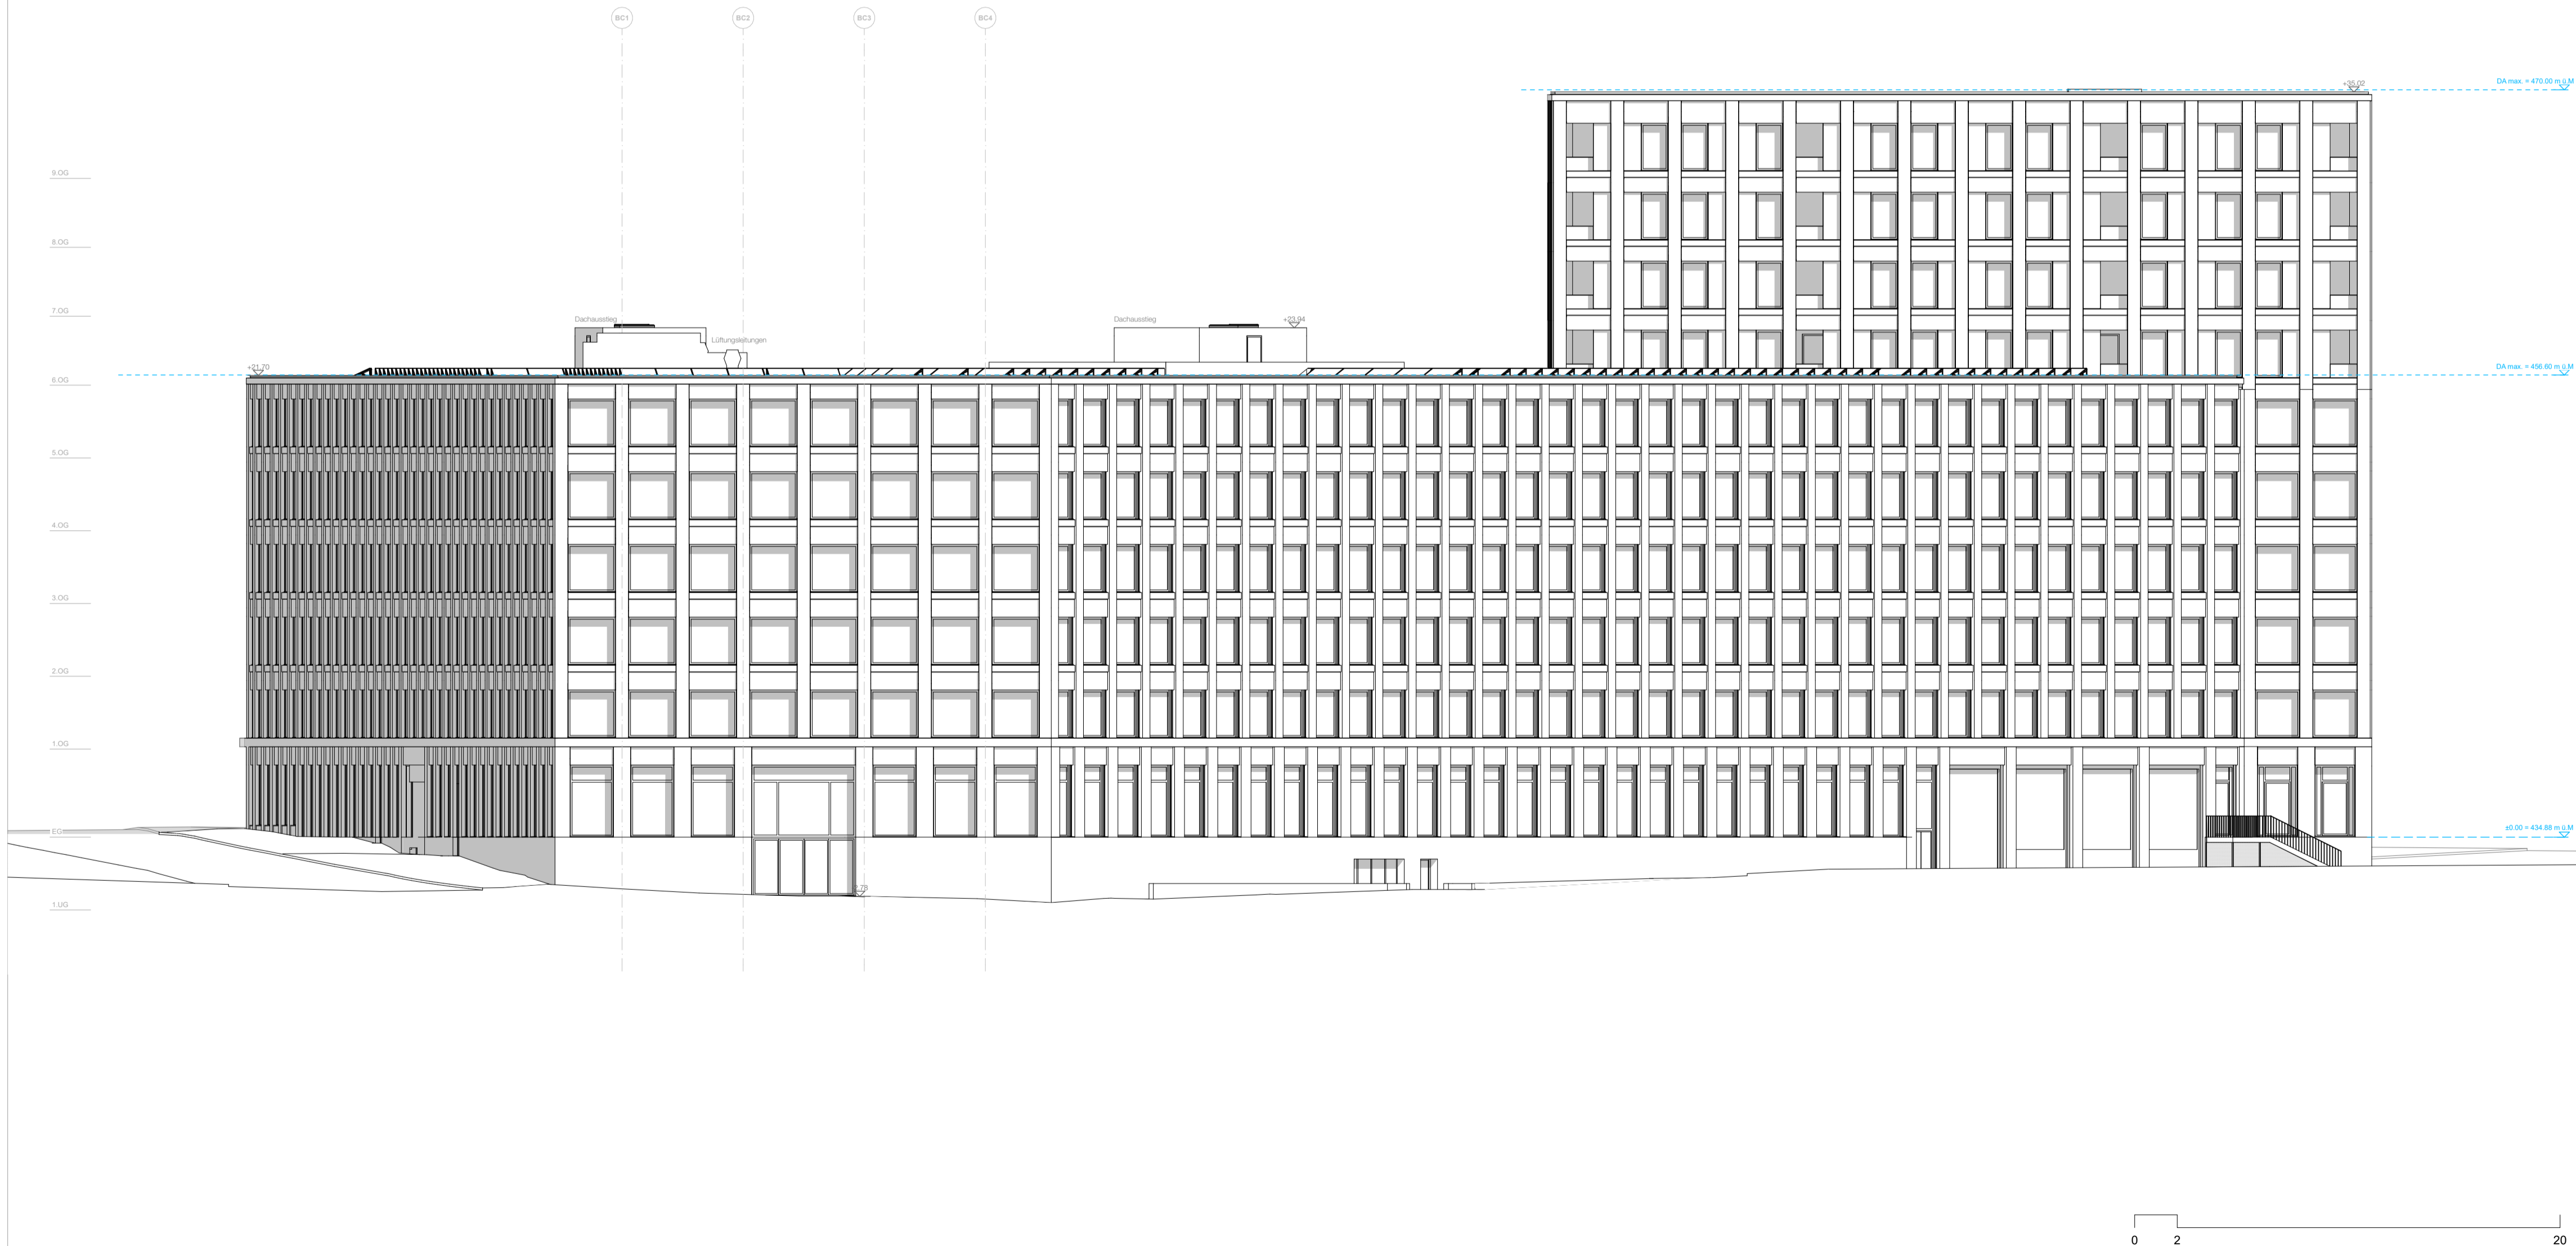 BC1 BC2 BC3 BC4
DA max. = 470.00 m ü.M
+35.02
9.OG
8.OG
7.OG
Dachausstieg
Dachausstieg
+23.94
Lüftungsleitungen
+21.70
DA max. = 456.60 m ü.M
6.OG
5.OG
4.OG
3.OG
2.OG
1.OG
EG
±0.00 = 434.88 m ü.M
1.UG
0 2 20